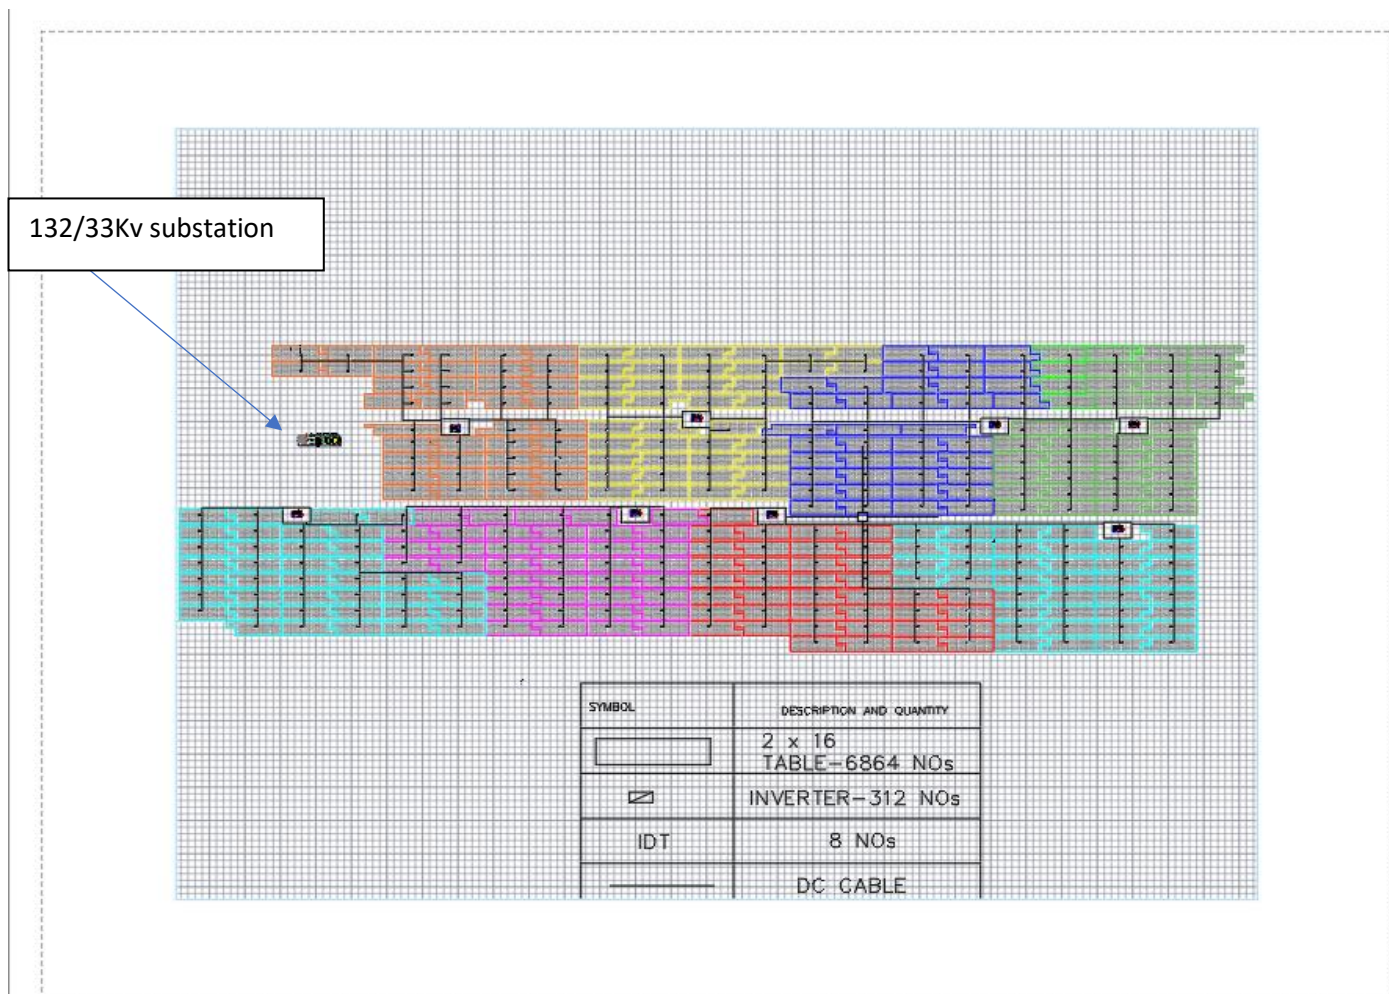 132/33Kv substation
SYMBOL
DESCRIPTION AND QUANTITY
2 x 16
TABLE-6864 NOs
INVERTER-312 NOs
IDT
8 NOs
DC CABLE